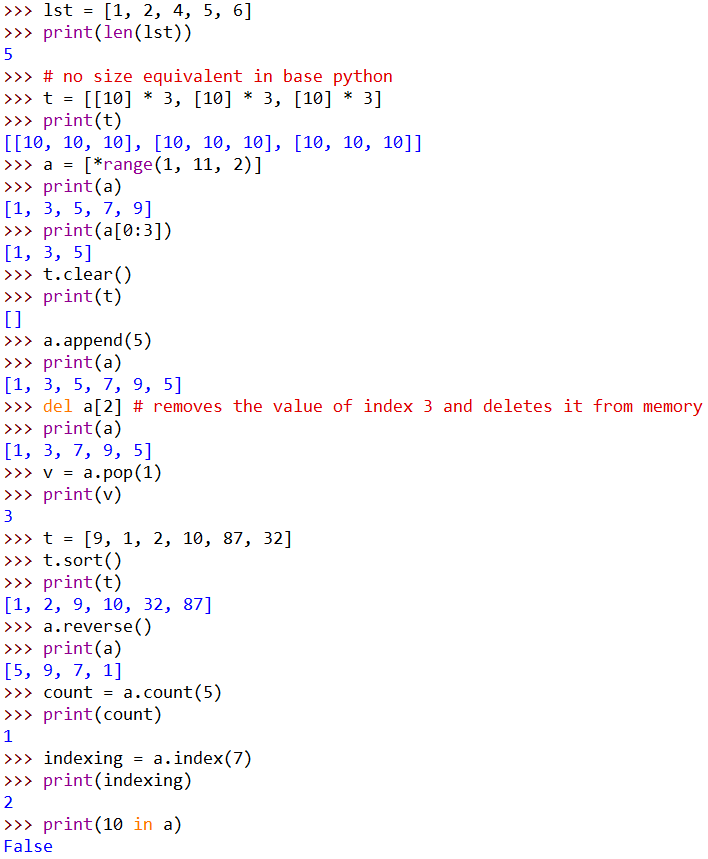 >>> lst = [1, 2, 4, 5, 6]
>>> print(len(lst))
5
>>> # no size equivalent in base python
>>> t = [[10] * 3, [10] * 3, [10] * 3]
>>> print(t)
[[10, 10, 10], [10, 10, 10], [10, 10, 10]]
>>> a = [*range(1, 11, 2)]
>>> print(a)
[1, 3, 5, 7, 9]
>>> print(a[0:3])
[1, 3, 5]
>>> t.clear()
>>> print(t)
[]
>>> a.append(5)
>>> print(a)
[1, 3, 5, 7, 9, 5]
>>> del a[2] # removes the value of index 3 and deletes it from memory
>>> print(a)
[1, 3, 7, 9, 5]
>>> v = a.pop(1)
>>> print(v)
3
>>> t = [9, 1, 2, 10, 87, 32]
>>> t.sort()
>>> print(t)
[1, 2, 9, 10, 32, 87]
>>> a.reverse()
>>> print(a)
[5, 9, 7, 1]
>>> count = a.count(5)
>>> print(count)
1
>>> indexing = a.index(7)
>>> print(indexing)
2
>>> print(10 in a)
False